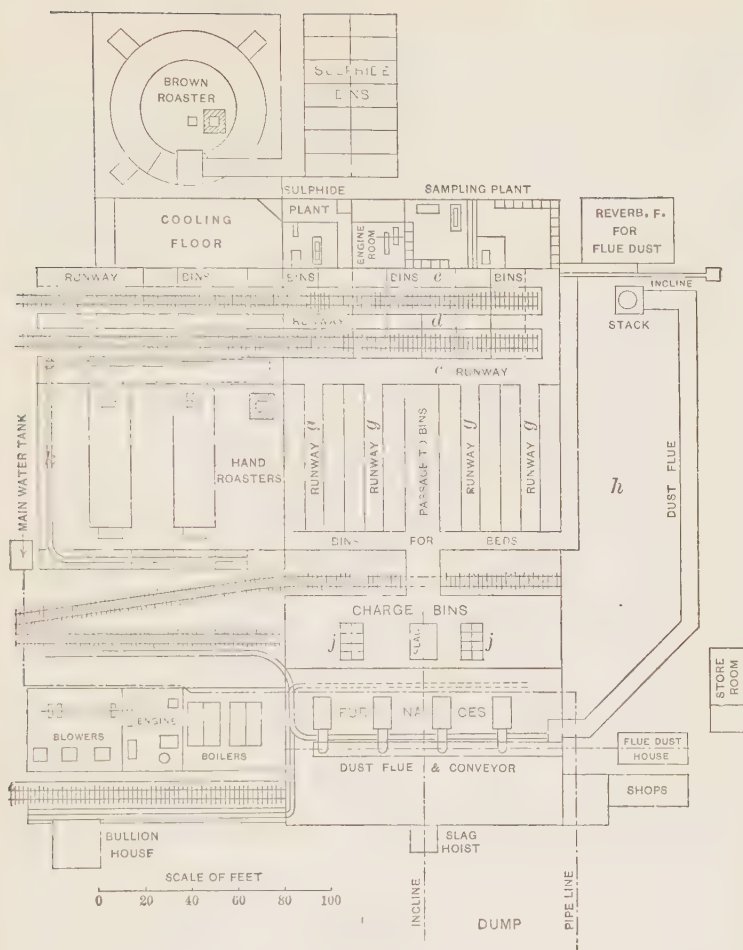 BROWN
ROASTER
SULPHIDE
BINS
SULPHIDE
PLANT
SAMPLING PLANT
COOLING
FLOOR
ENGINE
ROOM
REVERB. F.
FOR
FLUE DUST
RUNWAY
BINS
BINS
BINS
e
BINS
INCLINE
STACK
RUNWAY
d
c
RUNWAY
MAIN WATER TANK
HAND
ROASTERS
RUNWAY g
RUNWAY g
PASSAGE TO BINS
RUNWAY g
RUNWAY g
h
DUST FLUE
BINS FOR BEDS
CHARGE BINS
j
SLAG
j
STORE
ROOM
BLOWERS
ENGINE
BOILERS
FURNACES
DUST FLUE & CONVEYOR
FLUE DUST
HOUSE
SHOPS
BULLION
HOUSE
SLAG
HOIST
SCALE OF FEET
0 20 40 60 80 100
INCLINE
DUMP
PIPE LINE